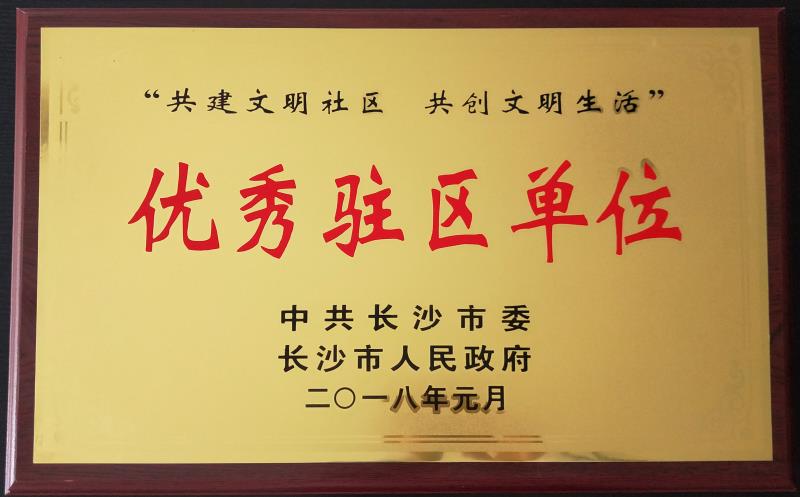 “共建文明社区 共创文明生活”
优秀驻区单位
中共长沙市委
长沙市人民政府
二〇一八年元月